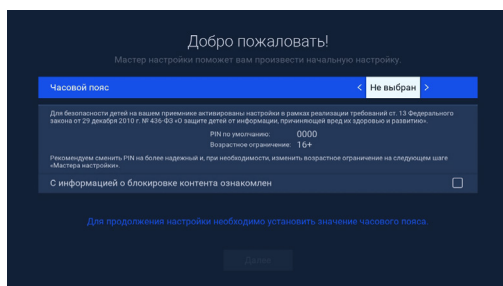 Добро пожаловать!
Мастер настройки поможет вам произвести начальную настройку.
Часовой пояс < Не выбран >
Для безопасности детей на вашем приемнике активированы настройки в рамках реализации требований ст. 13 Федерального
закона от 29 декабря 2010 г. № 436-ФЗ «О защите детей от информации, причиняющей вред их здоровью и развитию».
PIN по умолчанию: 0000
Возрастное ограничение: 16+
Рекомендуем сменить PIN на более надежный и, при необходимости, изменить возрастное ограничение на следующем шаге
«Мастера настройки».
С информацией о блокировке контента ознакомлен
Для продолжения настройки необходимо установить значение часового пояса.
Далее